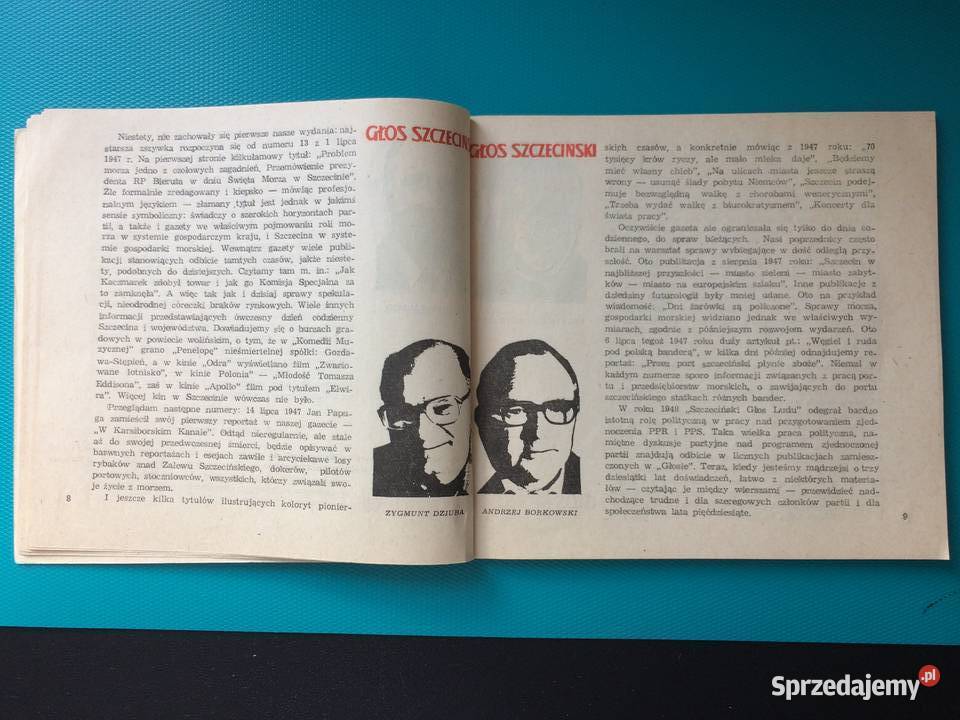 Niestety, nie zachowały się pierwsze nasze wydania: naj-
starsza zszywka rozpoczyna się od numeru 13 z 1 lipca
1947 r. Na pierwszej stronie kilkułamowy tytuł: „Problem
morza jedno z czołowych zagadnień. Przemówienie prezy-
denta RP Bieruta w dniu Święta Morza w Szczecinie”.
Źle formalnie zredagowany i kiepsko — mówiąc profesjo-
nalnym językiem — złamany tytuł jest jednak w jakimś
sensie symboliczny: świadczy o szerokich horyzontach par-
tii, a także i gazety we właściwym pojmowaniu roli mo-
rza w systemie gospodarczym kraju, i Szczecina w syste-
mie gospodarki morskiej. Wewnątrz gazety wiele publi-
kacji stanowiących odbicie tamtych czasów, jakże nieste-
ty, podobnych do dzisiejszych. Czytamy tam m. in.: „Jak
Kaczmarek zdobył towar i jak go Komisja Specjalna za
to zamknęła”. A więc tak jak i dzisiaj sprawy spekula-
cji, nieodrodnej córeczki braków rynkowych. Wiele innych
informacji przedstawiających ówczesny dzień codzienny
Szczecina i województwa. Dowiadujemy się o burzach gra-
dowych w powiecie wolińskim, o tym, że w „Komedii Mu-
zycznej” grano „Penelopę” nieśmiertelnej spółki: Gozda-
wa-Stępień, a w kinie „Odra” wyświetlano film „Zwario-
wane lotnisko”, w kinie Polonia — „Młodość Tomasza
Eddisona”, zaś w kinie „Apollo” film pod tytułem „Elwi-
ra”. Więcej kin w Szczecinie wówczas nie było.
Przeglądam następne numery: 14 lipca 1947 Jan Papu-
ga zamieścił swój pierwszy reportaż w naszej gazecie —
„W Karsiborskim Kanale”. Odtąd nieregularnie, ale stale
aż do swojej przedwczesnej śmierci, będzie opisywać w
barwnych reportażach i esejach zawiłe i arcyciekawe losy
rybaków znad Zalewu Szczecińskiego, dokerów, pilotów
portowych, stoczniowców, wszystkich, którzy związali swo-
je życie z morzem.
I jeszcze kilka tytułów ilustrujących koloryt pionier-
8
GŁOS SZCZECIN
ZYGMUNT DZIUBA
GŁOS SZCZECIŃSKI
ANDRZEJ BORKOWSKI
skich czasów, a konkretnie mówiąc z 1947 roku: „70
tysięcy krów ryczy, ale mało mleka daje”, „Będziemy
mieć własny chleb”, „Na ulicach miasta jeszcze straszą
wrony — usunąć ślady pobytu Niemców”, „Szczecin podej-
muje bezwzględną walkę z chorobami wenerycznymi”,
„Trzeba wydać walkę z biurokratyzmem”, „Koncerty dla
świata pracy”.
Oczywiście gazeta nie ograniczała się tylko do dnia co-
dziennego, do spraw bieżących. Nasi poprzednicy często
brali na warsztat sprawy wybiegające w dość odległą przy-
szłość. Oto publikacja z sierpnia 1947 roku: „Szczecin w
najbliższej przyszłości — miasto zieleni — miasto zabyt-
ków — miasto na europejskim szlaku”. Inne publikacje z
dziedziny futurologii były mniej udane. Oto na przykład
wiadomość: „Dni żarówki są policzone”. Sprawy morza,
gospodarki morskiej widziano jednak we właściwych wy-
miarach, zgodnie z późniejszym rozwojem wydarzeń. Oto
6 lipca tegoż 1947 roku duży artykuł pt.: „Węgiel i ruda
pod polską banderą”, w kilka dni później odnajdujemy re-
portaż: „Przez port szczeciński płynie zboże”. Niemal w
każdym numerze sporo informacji związanych z pracą por-
tu i przedsiębiorstw morskich, o zawijających do portu
szczecińskiego statkach różnych bander.
W roku 1948 „Szczeciński Głos Ludu” odegrał bardzo
istotną rolę polityczną w pracy nad przygotowaniem zjed-
noczenia PPR i PPS. Taka wielka praca polityczna, na-
miętne dyskusje partyjne nad programem zjednoczonej
partii znajdują odbicie w licznych publikacjach zamiesz-
czonych w „Głosie”. Teraz, kiedy jesteśmy mądrzejsi o trzy
dziesiątki lat doświadczeń, łatwo z niektórych materia-
łów — czytając je między wierszami — przewidzieć nad-
chodzące trudne i dla szeregowych członków partii i dla
społeczeństwa lata pięćdziesiąte.
9
Sprzedajemy.pl